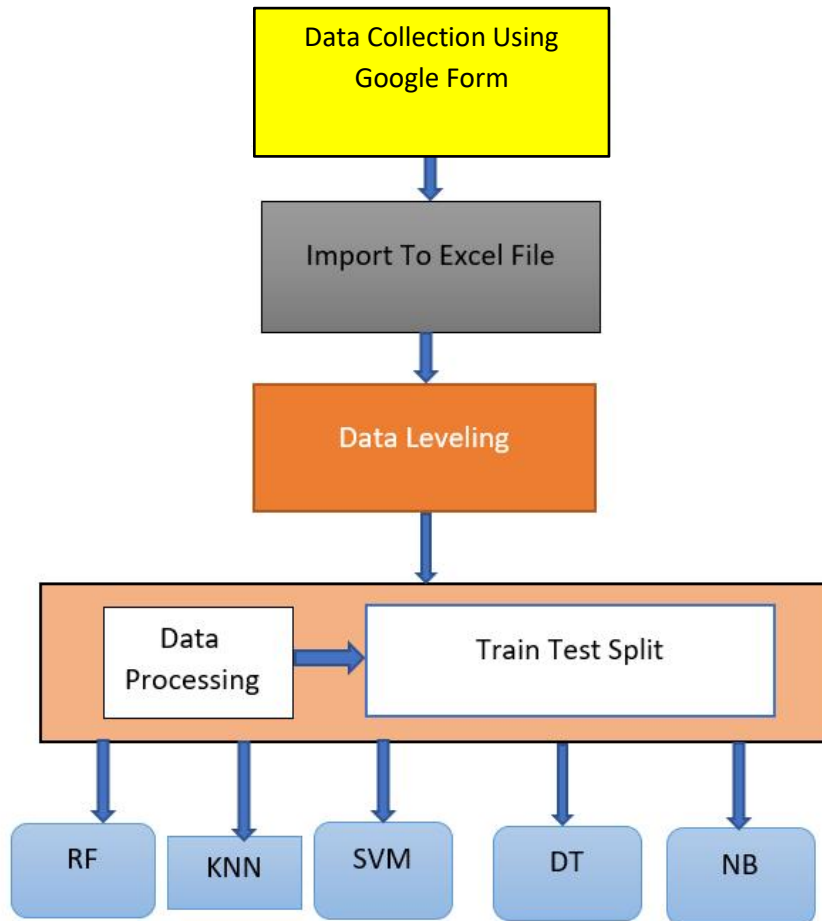 Data Collection Using
Google Form
Import To Excel File
Data Leveling
Data
Processing
Train Test Split
RF
KNN
SVM
DT
NB